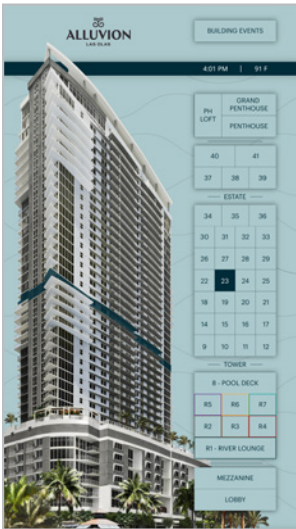 ALLUVION
LAS OLAS
BUILDING EVENTS
4:01 PM | 91 F
PH LOFT
GRAND PENTHOUSE
PENTHOUSE
40 41
37 38 39
ESTATE
34 35 36
30 31 32 33
26 27 28 29
22 23 24 25
18 19 20 21
14 15 16 17
9 10 11 12
TOWER
8 - POOL DECK
R5 R6 R7
R2 R3 R4
R1 - RIVER LOUNGE
MEZZANINE
LOBBY